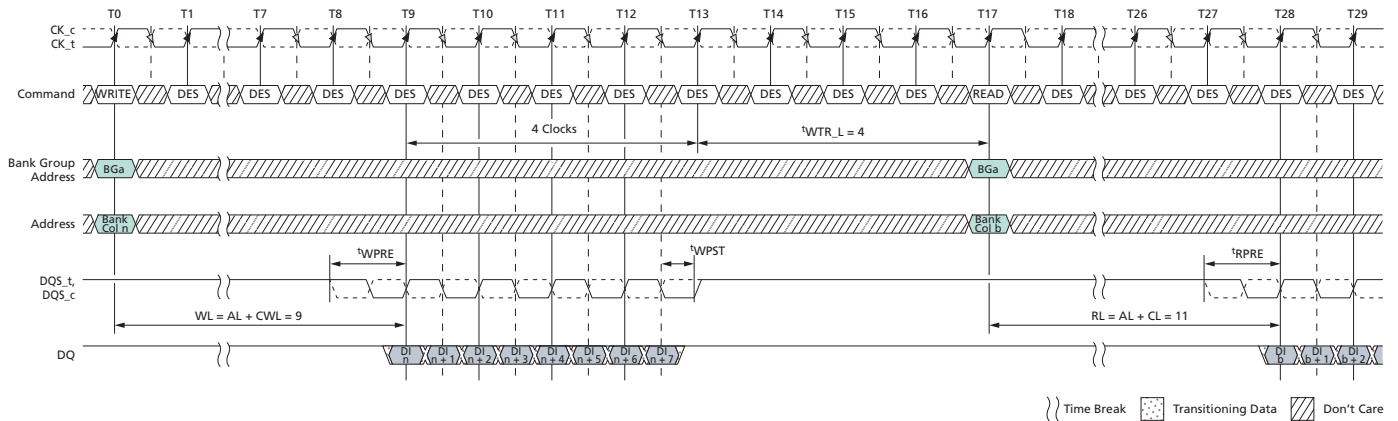 T0 T1 T7 T8 T9 T10 T11 T12 T13 T14 T15 T16 T17 T18 T26 T27 T28 T29
CK_c
CK_t
Command WRITE DES DES DES DES DES DES DES DES DES DES DES READ DES DES DES DES DES
4 Clocks tWTR_L = 4
Bank Group
Address BGa BGa
Address Bank
Col n Bank
Col b
tWPRE tWPST tRPRE
DQS_t,
DQS_c
WL = AL + CWL = 9 RL = AL + CL = 11
DQ DI
n DI
n + 1 DI
n + 2 DI
n + 3 DI
n + 4 DI
n + 5 DI
n + 6 DI
n + 7 DI
b DI
b + 1 DI
b + 2
Time Break Transitioning Data Don't Care